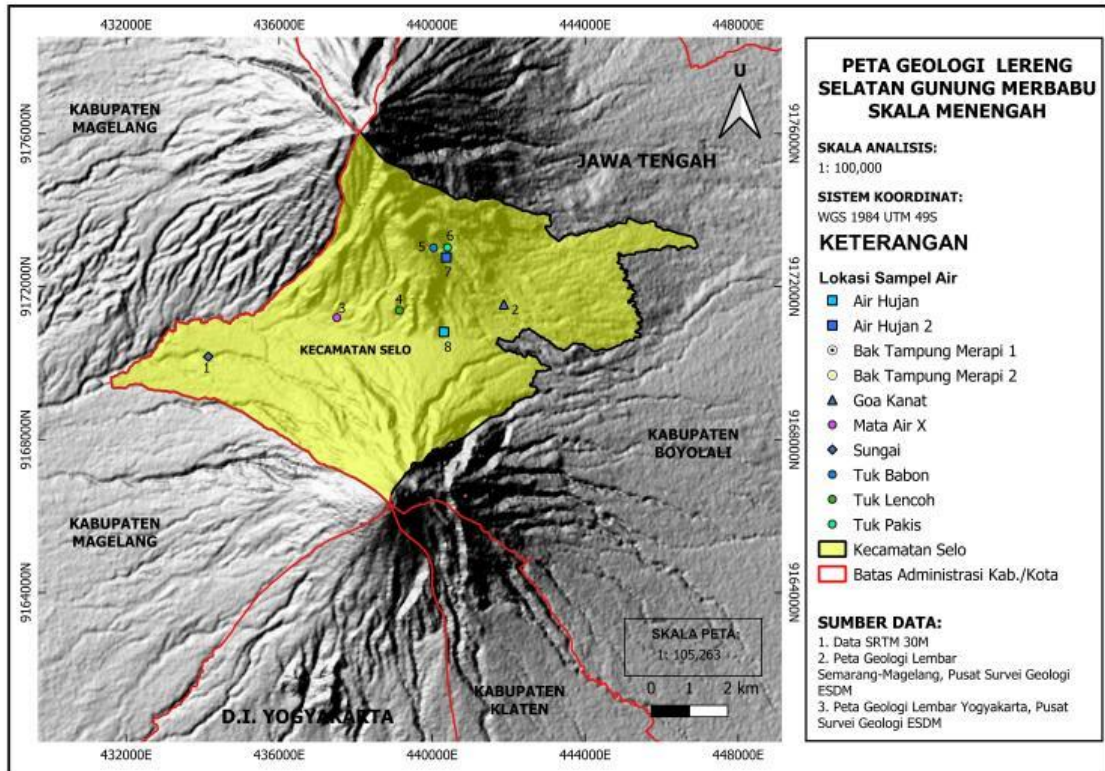 432000E 436000E 440000E 444000E 448000E
9176000N
9172000N
9168000N
9164000N
KABUPATEN
MAGELANG
JAWA TENGAH
U
5
6
7
3
4
2
8
1
KECAMATAN SELO
KABUPATEN
BOYOLALI
KABUPATEN
MAGELANG
SKALA PETA:
1: 105,263
0 1 2 km
KABUPATEN
KLATEN
D.I. YOGYAKARTA
9176000N
9172000N
9168000N
9164000N
432000E 436000E 440000E 444000E 448000E
PETA GEOLOGI LERENG
SELATAN GUNUNG MERBABU
SKALA MENENGAH
SKALA ANALISIS:
1: 100,000
SISTEM KOORDINAT:
WGS 1984 UTM 49S
KETERANGAN
Lokasi Sampel Air
Air Hujan
Air Hujan 2
Bak Tampung Merapi 1
Bak Tampung Merapi 2
Goa Kanat
Mata Air X
Sungai
Tuk Babon
Tuk Lencoh
Tuk Pakis
Kecamatan Selo
Batas Administrasi Kab./Kota
SUMBER DATA:
1. Data SRTM 30M
2. Peta Geologi Lembar
Semarang-Magelang, Pusat Survei Geologi
ESDM
3. Peta Geologi Lembar Yogyakarta, Pusat
Survei Geologi ESDM